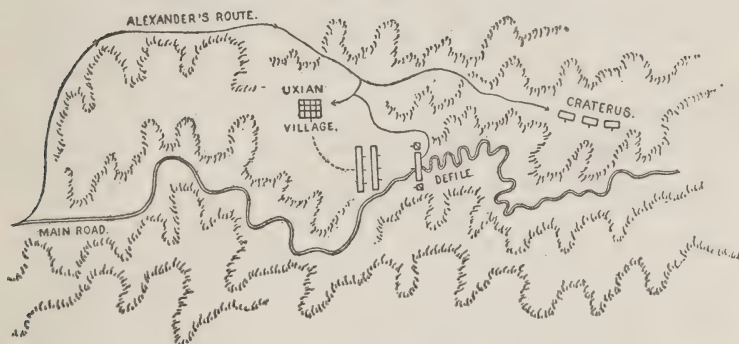 ALEXANDER'S ROUTE.
UXIAN
VILLAGE.
CRATERUS.
DEFILE
MAIN ROAD.